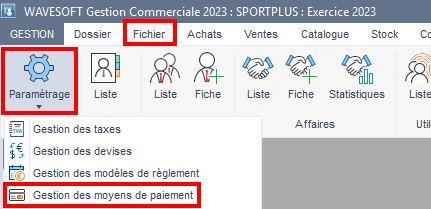 WAVESOFT Gestion Commerciale 2023 : SPORTPLUS : Exercice 2023
GESTION Dossier Fichier Achats Ventes Catalogue Stock
Paramétrage Liste Liste Fiche Liste Fiche Statistiques Liste
Affaires
TVA Gestion des taxes
Gestion des devises
Gestion des modèles de règlement
Gestion des moyens de paiement